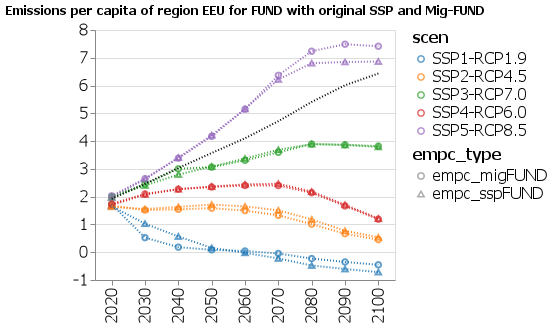 Emissions per capita of region EEU for FUND with original SSP and Mig-FUND
8
7
6
5
4
3
2
1
0
-1
2020
2030
2040
2050
2060
2070
2080
2090
2100
scen
SSP1-RCP1.9
SSP2-RCP4.5
SSP3-RCP7.0
SSP4-RCP6.0
SSP5-RCP8.5
empc_type
empc_migFUND
empc_sspFUND